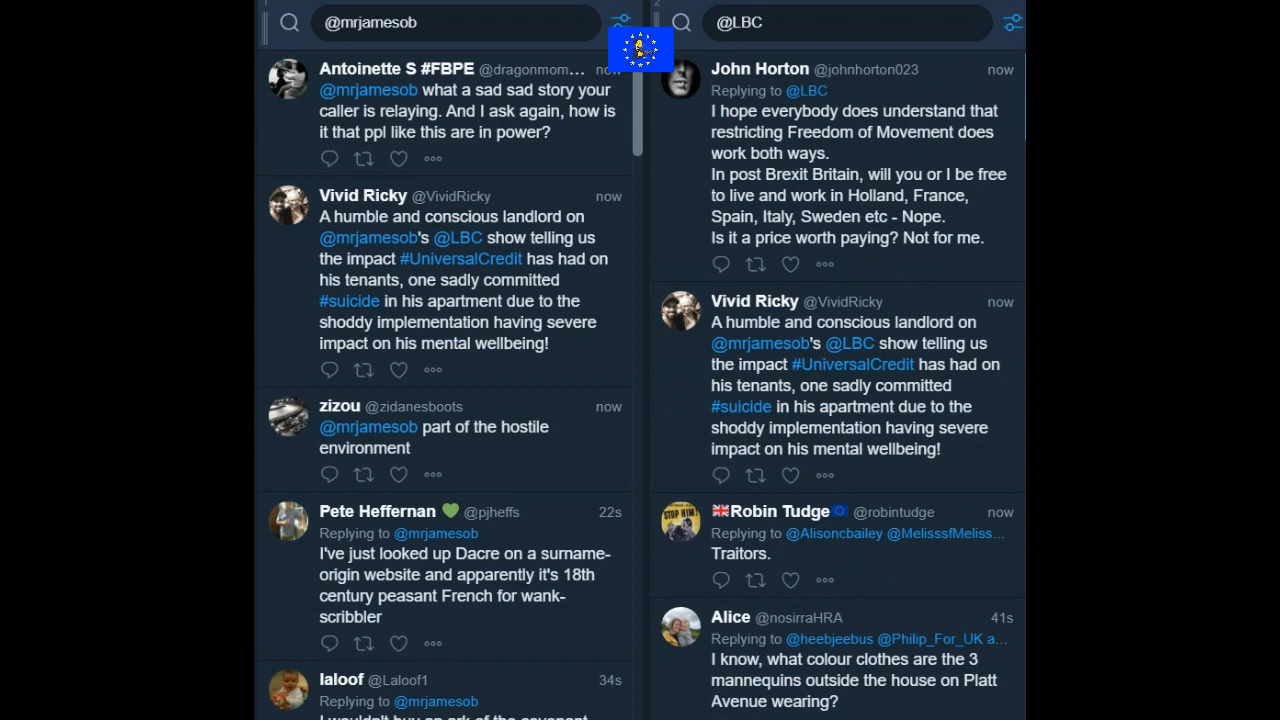 1
@mrjamesob
Antoinette S #FBPE @dragonmom... now
@mrjamesob what a sad sad story your
caller is relaying. And I ask again, how is
it that ppl like this are in power?
Vivid Ricky @VividRicky now
A humble and conscious landlord on
@mrjamesob's @LBC show telling us
the impact #UniversalCredit has had on
his tenants, one sadly committed
#suicide in his apartment due to the
shoddy implementation having severe
impact on his mental wellbeing!
zizou @zidanesboots now
@mrjamesob part of the hostile
environment
Pete Heffernan 💚 @pjheffs 22s
Replying to @mrjamesob
I've just looked up Dacre on a surname-
origin website and apparently it's 18th
century peasant French for wank-
scribbler
laloof @Laloof1 34s
Replying to @mrjamesob
I wouldn't buy an ark of the covenant
2
@LBC
John Horton @johnhorton023 now
Replying to @LBC
I hope everybody does understand that
restricting Freedom of Movement does
work both ways.
In post Brexit Britain, will you or I be free
to live and work in Holland, France,
Spain, Italy, Sweden etc - Nope.
Is it a price worth paying? Not for me.
Vivid Ricky @VividRicky now
A humble and conscious landlord on
@mrjamesob's @LBC show telling us
the impact #UniversalCredit has had on
his tenants, one sadly committed
#suicide in his apartment due to the
shoddy implementation having severe
impact on his mental wellbeing!
STOP HIM!
🇬🇧Robin Tudge🇪🇺 @robintudge now
Replying to @Alisoncbailey @MelisssfMeliss...
Traitors.
Alice @nosirraHRA 41s
Replying to @heebjeebus @Philip_For_UK a...
I know, what colour clothes are the 3
mannequins outside the house on Platt
Avenue wearing?